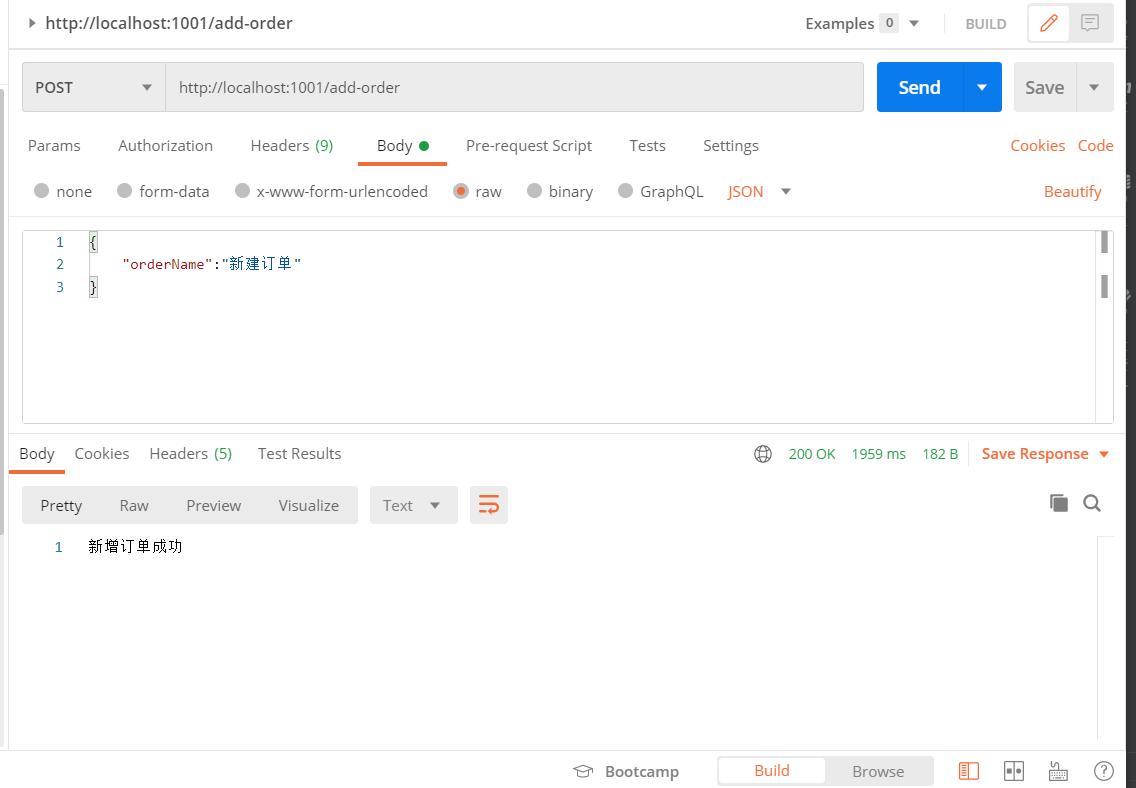 http://localhost:1001/add-order Examples 0 BUILD
POST http://localhost:1001/add-order Send Save
Params Authorization Headers (9) Body Pre-request Script Tests Settings Cookies Code
none form-data x-www-form-urlencoded raw binary GraphQL JSON Beautify
1 {
2 "orderName":"新建订单"
3 }
Body Cookies Headers (5) Test Results 200 OK 1959 ms 182 B Save Response
Pretty Raw Preview Visualize Text
1 新增订单成功
Bootcamp Build Browse